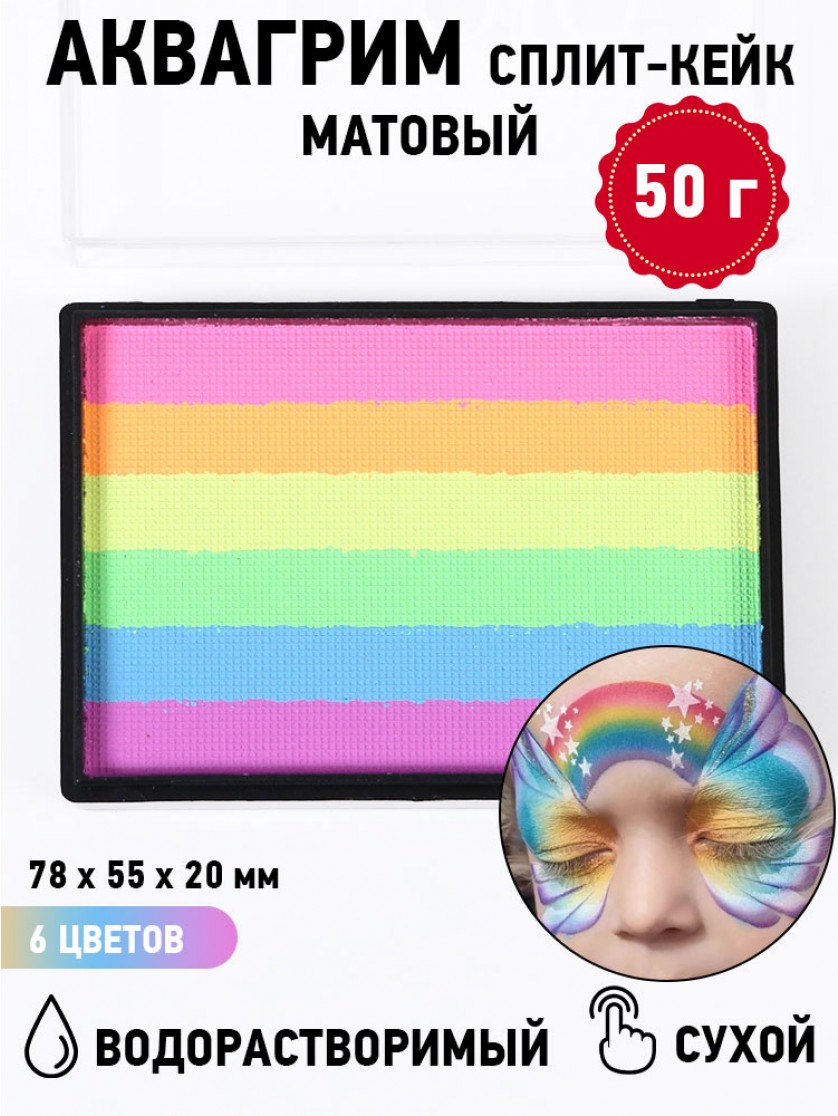 АКВАГРИМ СПЛИТ-КЕЙК
МАТОВЫЙ
50 г
78 х 55 х 20 мм
6 ЦВЕТОВ
ВОДОРАСТВОРИМЫЙ
СУХОЙ